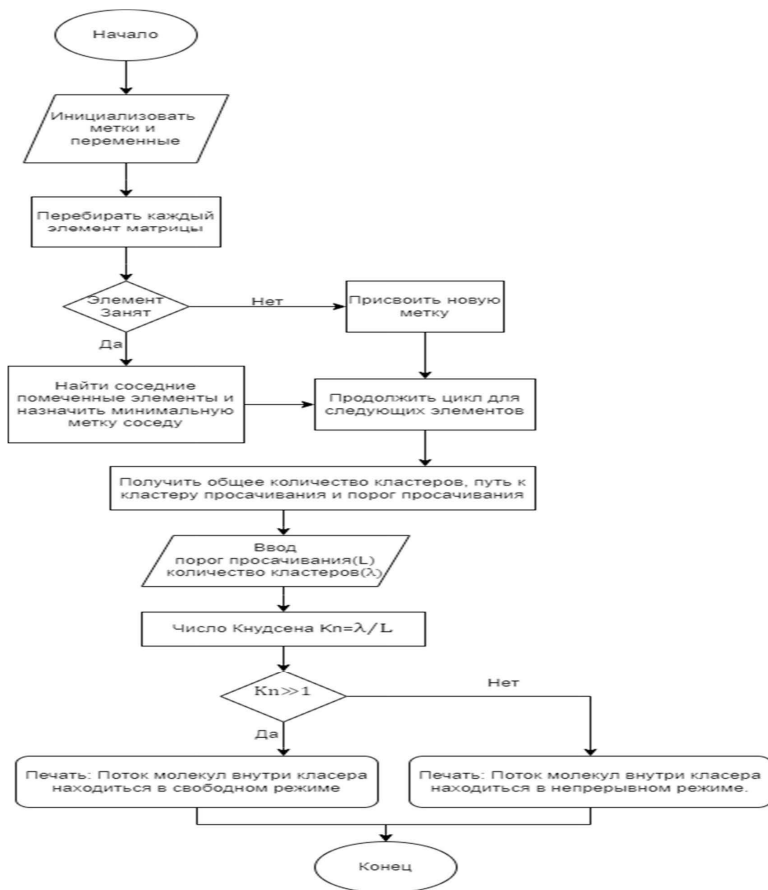 Начало
Инициализовать
метки и
переменные
Перебирать каждый
элемент матрицы
Элемент
Занят
Нет
Присвоить новую
метку
Да
Найти соседние
помеченные элементы и
назначить минимальную
метку соседу
Продолжить цикл для
следующих элементов
Получить общее количество кластеров, путь к
кластеру просачивания и порог просачивания
Ввод
порог просачивания(L)
количество кластеров(λ)
Число Кнудсена Kn=λ/L
Kn≫1
Нет
Да
Печать: Поток молекул внутри класера
находиться в свободном режиме
Печать: Поток молекул внутри класера
находиться в непрерывном режиме.
Конец